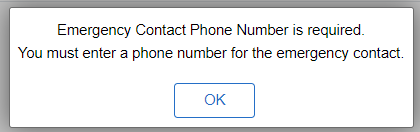 Emergency Contact Phone Number is required.
You must enter a phone number for the emergency contact.
OK